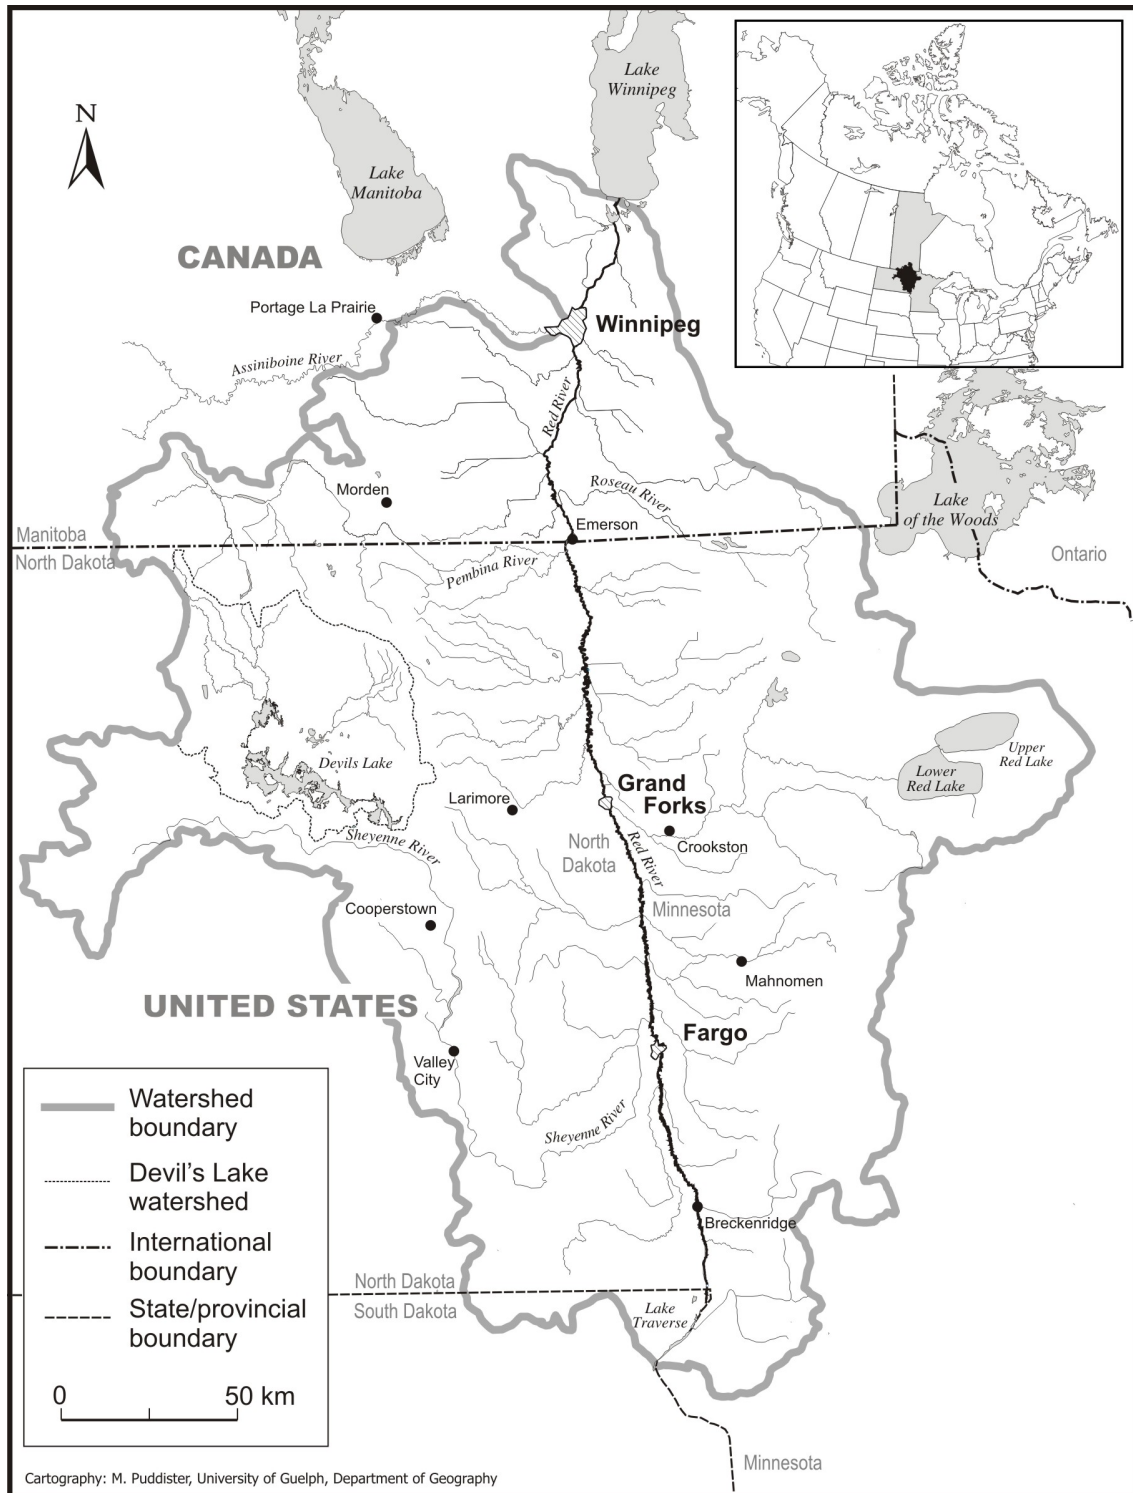 Lake
Winnipeg
N
Lake
Manitoba
CANADA
Portage La Prairie
Winnipeg
Assiniboine River
Red River
Morden
Roseau River
Lake
of the Woods
Emerson
Manitoba
North Dakota
Ontario
Pembina River
Devils Lake
Upper
Red Lake
Lower
Red Lake
Grand
Forks
Larimore
North
Dakota
Red River
Crookston
Sheyenne River
Minnesota
Cooperstown
Mahnomen
UNITED STATES
Fargo
Valley
City
Sheyenne River
Breckenridge
North Dakota
South Dakota
Lake
Traverse
Minnesota
Watershed
boundary
Devil's Lake
watershed
International
boundary
State/provincial
boundary
0 50 km
Cartography: M. Puddister, University of Guelph, Department of Geography